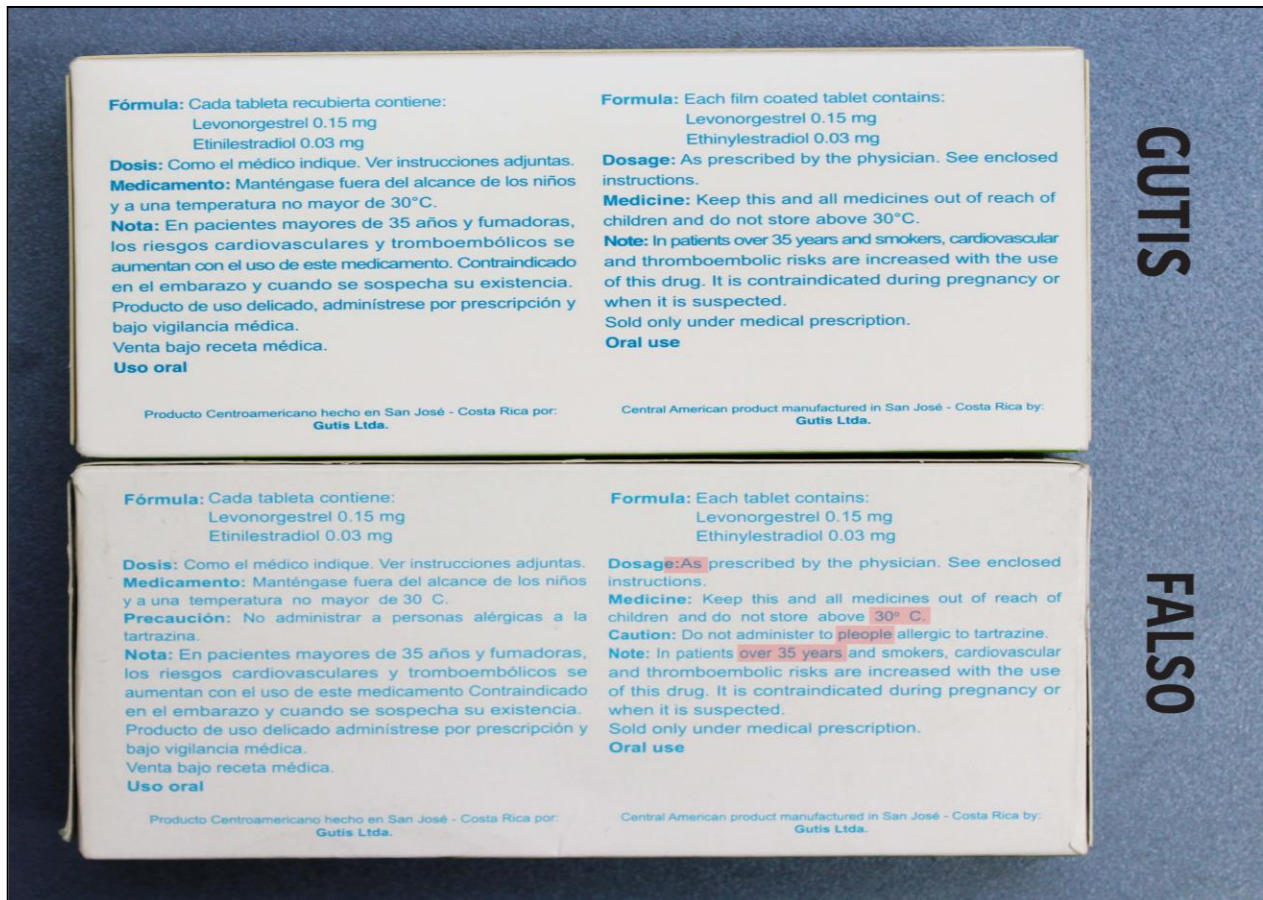 Fórmula: Cada tableta recubierta contiene:
Levonorgestrel 0.15 mg
Etinilestradiol 0.03 mg
Dosis: Como el médico indique. Ver instrucciones adjuntas.
Medicamento: Manténgase fuera del alcance de los niños
y a una temperatura no mayor de 30°C.
Nota: En pacientes mayores de 35 años y fumadoras,
los riesgos cardiovasculares y tromboembólicos se
aumentan con el uso de este medicamento. Contraindicado
en el embarazo y cuando se sospecha su existencia.
Producto de uso delicado, adminístrese por prescripción y
bajo vigilancia médica.
Venta bajo receta médica.
Uso oral
Producto Centroamericano hecho en San José - Costa Rica por:
Gutis Ltda.
Formula: Each film coated tablet contains:
Levonorgestrel 0.15 mg
Ethinylestradiol 0.03 mg
Dosage: As prescribed by the physician. See enclosed
instructions.
Medicine: Keep this and all medicines out of reach of
children and do not store above 30°C.
Note: In patients over 35 years and smokers, cardiovascular
and thromboembolic risks are increased with the use
of this drug. It is contraindicated during pregnancy or
when it is suspected.
Sold only under medical prescription.
Oral use
Central American product manufactured in San José - Costa Rica by:
Gutis Ltda.
GUTIS
Fórmula: Cada tableta contiene:
Levonorgestrel 0.15 mg
Etinilestradiol 0.03 mg
Dosis: Como el médico indique. Ver instrucciones adjuntas.
Medicamento: Manténgase fuera del alcance de los niños
y a una temperatura no mayor de 30 C.
Precaución: No administrar a personas alérgicas a la
tartrazina.
Nota: En pacientes mayores de 35 años y fumadoras,
los riesgos cardiovasculares y tromboembólicos se
aumentan con el uso de este medicamento Contraindicado
en el embarazo y cuando se sospecha su existencia.
Producto de uso delicado adminístrese por prescripción y
bajo vigilancia médica.
Venta bajo receta médica.
Uso oral
Producto Centroamericano hecho en San José - Costa Rica por:
Gutis Ltda.
Formula: Each tablet contains:
Levonorgestrel 0.15 mg
Ethinylestradiol 0.03 mg
Dosage:As prescribed by the physician. See enclosed
instructions.
Medicine: Keep this and all medicines out of reach of
children and do not store above 30° C.
Caution: Do not administer to pleople allergic to tartrazine.
Note: In patients over 35 years and smokers, cardiovascular
and thromboembolic risks are increased with the use
of this drug. It is contraindicated during pregnancy or
when it is suspected.
Sold only under medical prescription.
Oral use
Central American product manufactured in San José - Costa Rica by:
Gutis Ltda.
FALSO